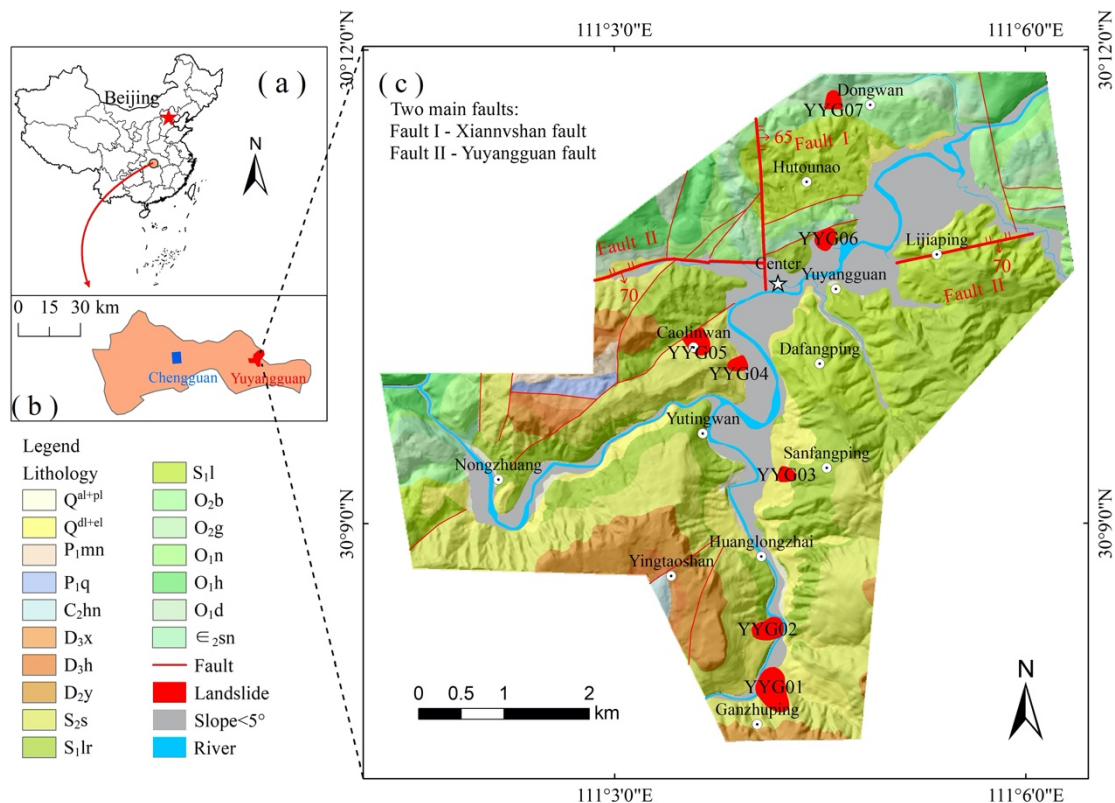 111°3'0"E
111°6'0"E
30°12'0"N
30°12'0"N
( a )
Beijing
N
0 15 30 km
Chengguan
Yuyangguan
( b )
( c )
Two main faults:
Fault I - Xiannvshan fault
Fault II - Yuyangguan fault
Dongwan
YYG07
65
Fault I
Hutounao
Fault II
YYG06
Lijiaping
Center
70
Yuyangguan
70
Fault II
Caolinwan
YYG05
YYG04
Dafangping
Yutingwan
Nongzhuang
Sanfangping
YYG03
30°9'0"N
30°9'0"N
Huanglongzhai
Yingtaoshan
YYG02
YYG01
Ganzhuping
0 0.5 1 2
km
N
Legend
Lithology
Qᵃˡ⁺ᵖˡ
Qᵈˡ⁺ᵉˡ
P₁mn
P₁q
C₂hn
D₃x
D₃h
D₂y
S₂s
S₁lr
S₁l
O₂b
O₂g
O₁n
O₁h
O₁d
∈₂sn
Fault
Landslide
Slope<5°
River
111°3'0"E
111°6'0"E